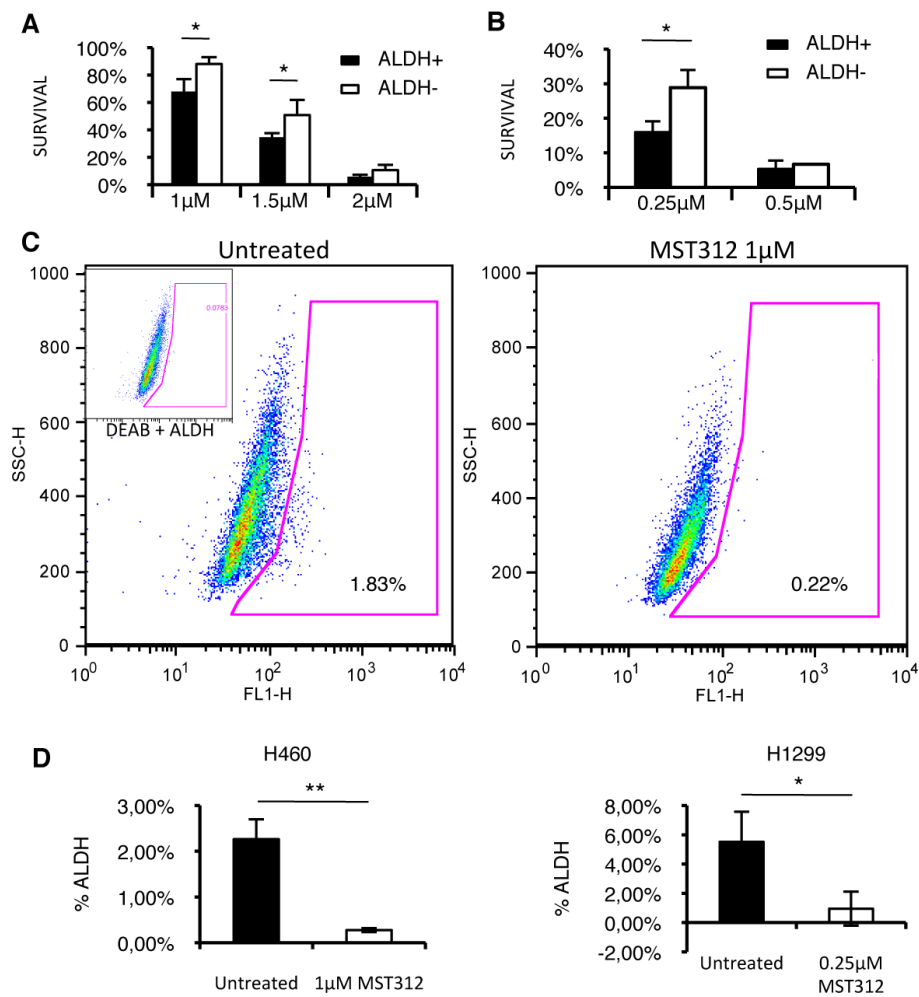 A
SURVIVAL
100%
80%
60%
40%
20%
0%
*
*
ALDH+
ALDH-
1µM
1.5µM
2µM
B
SURVIVAL
40%
30%
20%
10%
0%
*
ALDH+
ALDH-
0.25µM
0.5µM
C
Untreated
SSC-H
1000
800
600
400
200
0
0.0783
DEAB + ALDH
1.83%
10^0
10^1
10^2
10^3
10^4
FL1-H
MST312 1µM
SSC-H
1000
800
600
400
200
0
0.22%
10^0
10^1
10^2
10^3
10^4
FL1-H
D
H460
% ALDH
3,00%
2,00%
1,00%
0,00%
**
Untreated
1µM MST312
H1299
% ALDH
8,00%
6,00%
4,00%
2,00%
0,00%
-2,00%
*
Untreated
0.25µM
MST312